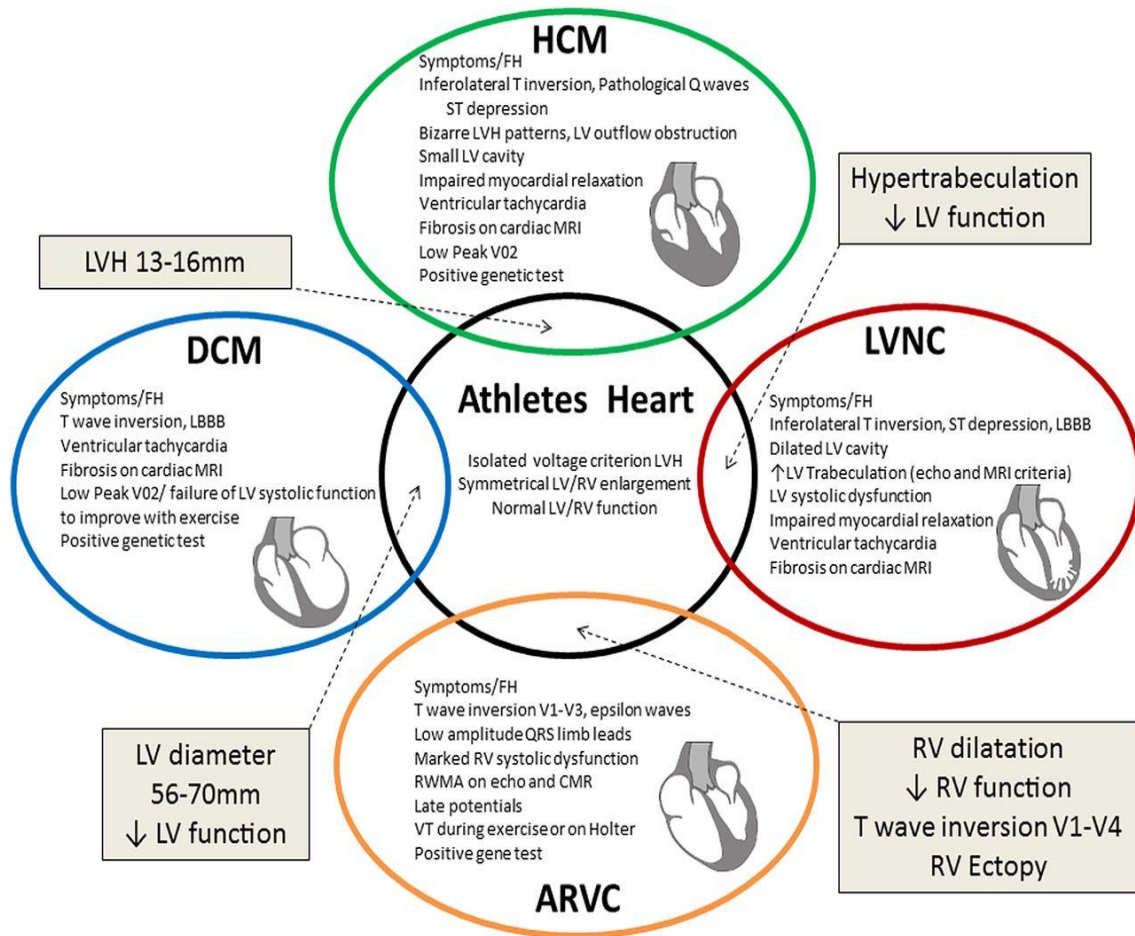 HCM
Symptoms/FH
Inferolateral T inversion, Pathological Q waves
ST depression
Bizarre LVH patterns, LV outflow obstruction
Small LV cavity
Impaired myocardial relaxation
Ventricular tachycardia
Fibrosis on cardiac MRI
Low Peak V02
Positive genetic test
Hypertrabeculation
↓ LV function
LVH 13-16mm
DCM
Symptoms/FH
T wave inversion, LBBB
Ventricular tachycardia
Fibrosis on cardiac MRI
Low Peak V02/ failure of LV systolic function
to improve with exercise
Positive genetic test
Athletes Heart
Isolated voltage criterion LVH
Symmetrical LV/RV enlargement
Normal LV/RV function
LVNC
Symptoms/FH
Inferolateral T inversion, ST depression, LBBB
Dilated LV cavity
↑LV Trabeculation (echo and MRI criteria)
LV systolic dysfunction
Impaired myocardial relaxation
Ventricular tachycardia
Fibrosis on cardiac MRI
LV diameter
56-70mm
↓ LV function
Symptoms/FH
T wave inversion V1-V3, epsilon waves
Low amplitude QRS limb leads
Marked RV systolic dysfunction
RWMA on echo and CMR
Late potentials
VT during exercise or on Holter
Positive gene test
ARVC
RV dilatation
↓ RV function
T wave inversion V1-V4
RV Ectopy